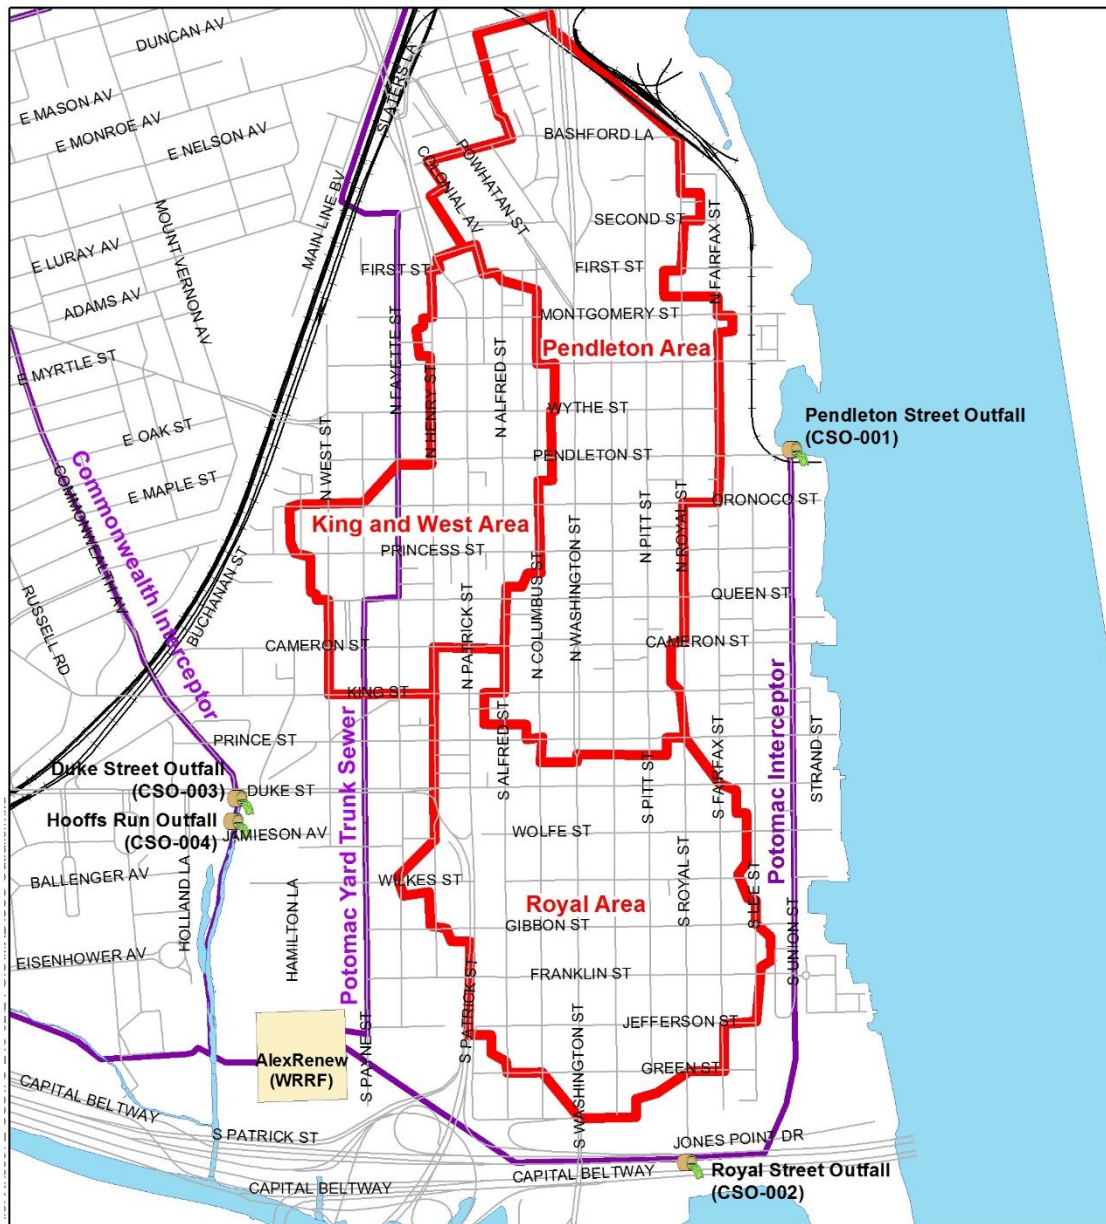 DUNCAN AV
SLATERS LA
E MASON AV
E MONROE AV
E NELSON AV
BASHFORD LA
POWHATAN ST
COLONIAL AV
MAIN LINE BV
MOUNT VERNON AV
SECOND ST
N FAIRFAX ST
E LURAY AV
FIRST ST
FIRST ST
ADAMS AV
MONTGOMERY ST
Pendleton Area
N FAYETTE ST
N HENRY ST
N ALFRED ST
E MYRTLE ST
WYTHE ST
Pendleton Street Outfall
(CSO-001)
E OAK ST
N WEST ST
PENDLETON ST
E MAPLE ST
Commonwealth Interceptor
COMMONWEALTH AV
ORONOCO ST
King and West Area
N PITT ST
N ROYAL ST
PRINCESS ST
N COLUMBUS ST
N WASHINGTON ST
BUCHANAN ST
RUSSELL RD
QUEEN ST
N PATRICK ST
CAMERON ST
CAMERON ST
KING ST
Potomac Yard Trunk Sewer
Potomac Interceptor
PRINCE ST
S ALFRED ST
S PITT ST
S FAIRFAX ST
STRAND ST
Duke Street Outfall
(CSO-003)
DUKE ST
Hooffs Run Outfall
(CSO-004)
JAMIESON AV
WOLFE ST
BALLENGER AV
HOLLAND LA
HAMILTON LA
WILKES ST
S ROYAL ST
S LEE ST
Royal Area
GIBBON ST
S UNION ST
EISENHOWER AV
FRANKLIN ST
S PATRICK ST
S WASHINGTON ST
JEFFERSON ST
S PAYNE ST
AlexRenew
(WRRF)
GREEN ST
CAPITAL BELTWAY
S PATRICK ST
JONES POINT DR
CAPITAL BELTWAY
CAPITAL BELTWAY
Royal Street Outfall
(CSO-002)